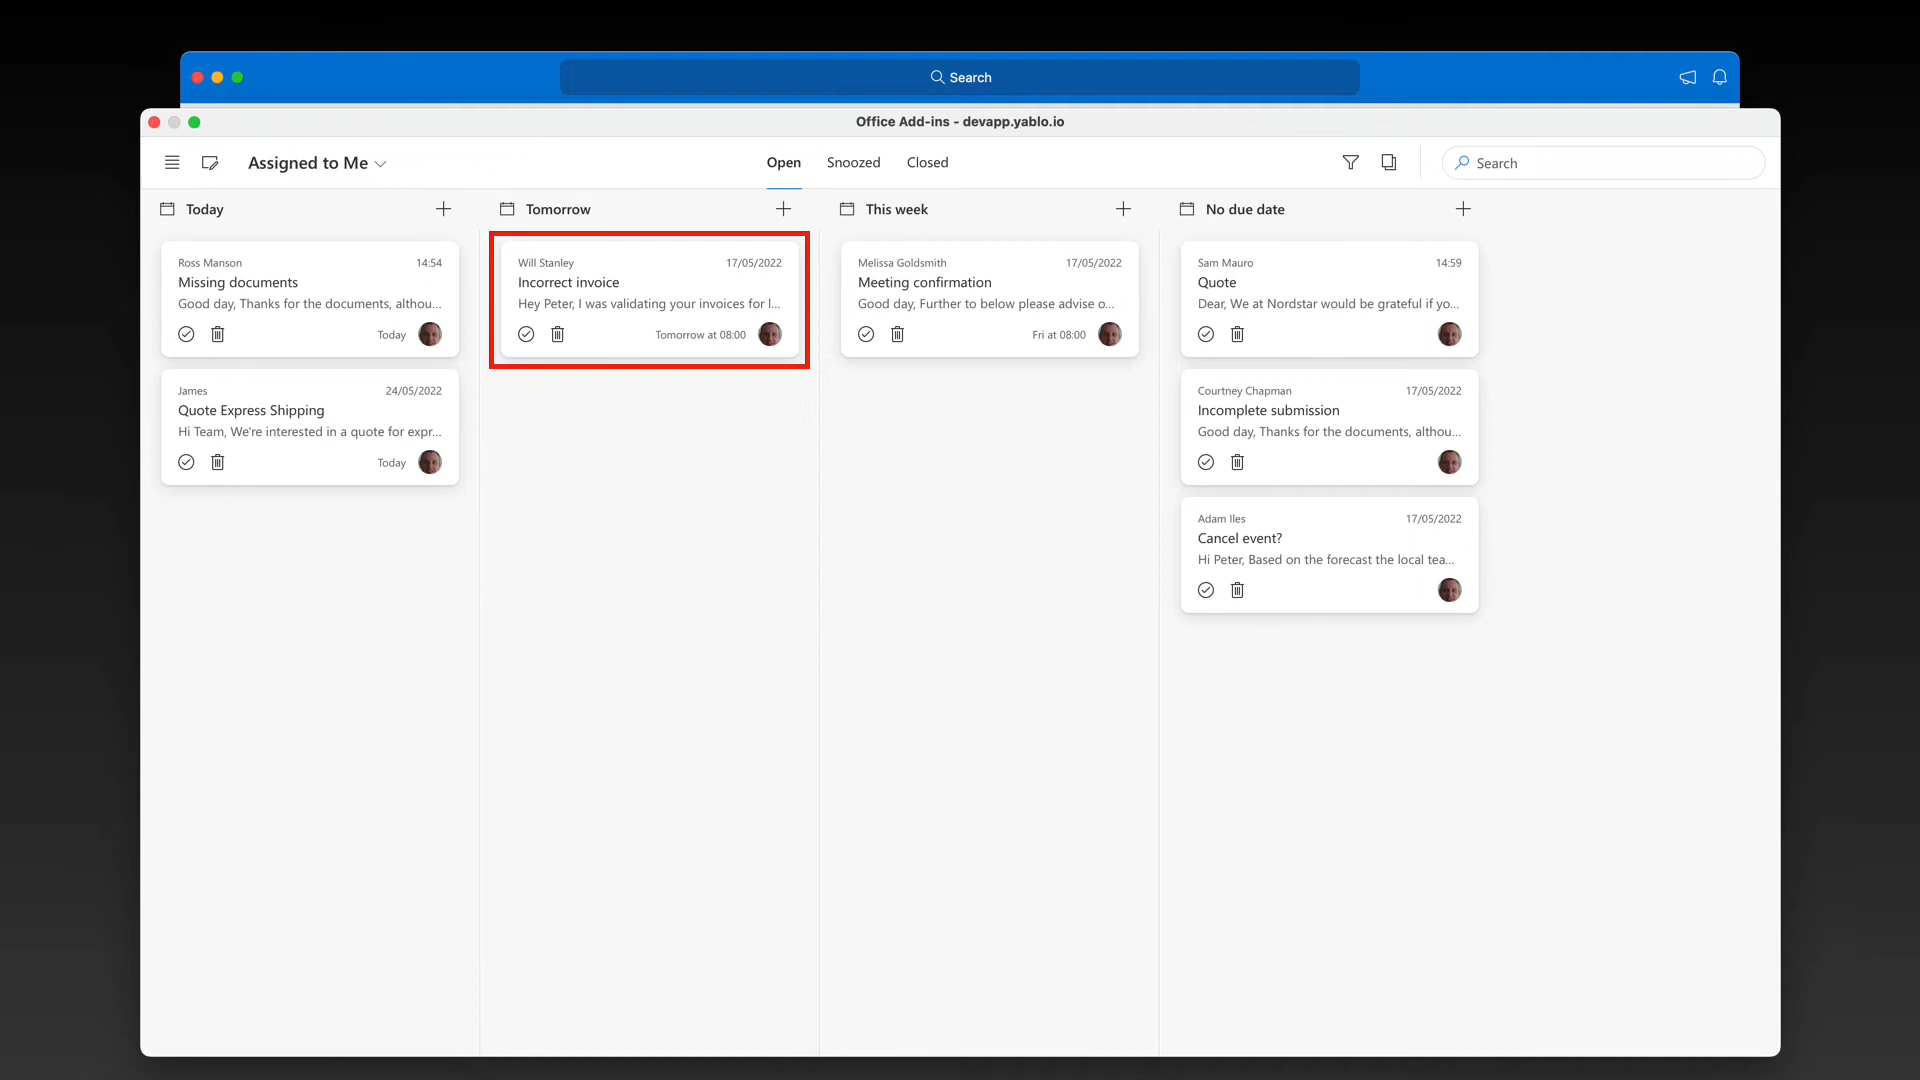 Search
Office Add-ins - devapp.yablo.io
Assigned to Me
Open
Snoozed
Closed
Search
Today
Ross Manson 14:54
Missing documents
Good day, Thanks for the documents, althou...
Today
James 24/05/2022
Quote Express Shipping
Hi Team, We're interested in a quote for expr...
Today
Tomorrow
Will Stanley 17/05/2022
Incorrect invoice
Hey Peter, I was validating your invoices for l...
Tomorrow at 08:00
This week
Melissa Goldsmith 17/05/2022
Meeting confirmation
Good day, Further to below please advise o...
Fri at 08:00
No due date
Sam Mauro 14:59
Quote
Dear, We at Nordstar would be grateful if yo...
Courtney Chapman 17/05/2022
Incomplete submission
Good day, Thanks for the documents, althou...
Adam Iles 17/05/2022
Cancel event?
Hi Peter, Based on the forecast the local tea...